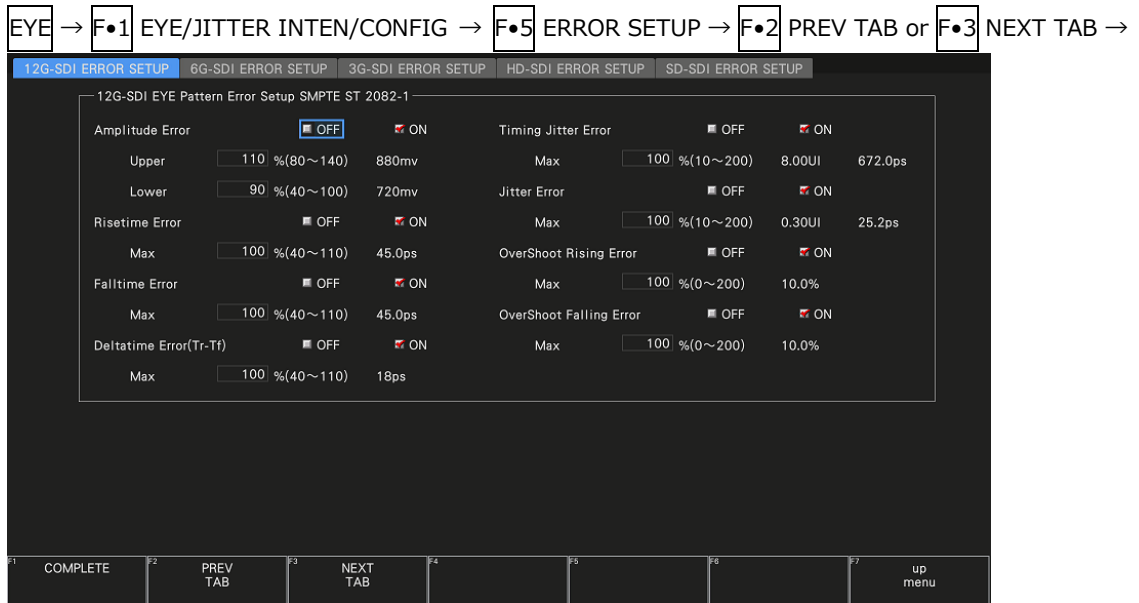 EYE → F•1 EYE/JITTER INTEN/CONFIG → F•5 ERROR SETUP → F•2 PREV TAB or F•3 NEXT TAB →
12G-SDI ERROR SETUP 6G-SDI ERROR SETUP 3G-SDI ERROR SETUP HD-SDI ERROR SETUP SD-SDI ERROR SETUP
12G-SDI EYE Pattern Error Setup SMPTE ST 2082-1
Amplitude Error OFF ON
Upper 110 %(80~140) 880mv
Lower 90 %(40~100) 720mv
Risetime Error OFF ON
Max 100 %(40~110) 45.0ps
Falltime Error OFF ON
Max 100 %(40~110) 45.0ps
Deltatime Error(Tr-Tf) OFF ON
Max 100 %(40~110) 18ps
Timing Jitter Error OFF ON
Max 100 %(10~200) 8.00UI 672.0ps
Jitter Error OFF ON
Max 100 %(10~200) 0.30UI 25.2ps
OverShoot Rising Error OFF ON
Max 100 %(0~200) 10.0%
OverShoot Falling Error OFF ON
Max 100 %(0~200) 10.0%
F1 COMPLETE F2 PREV TAB F3 NEXT TAB F4 F5 F6 F7 up menu